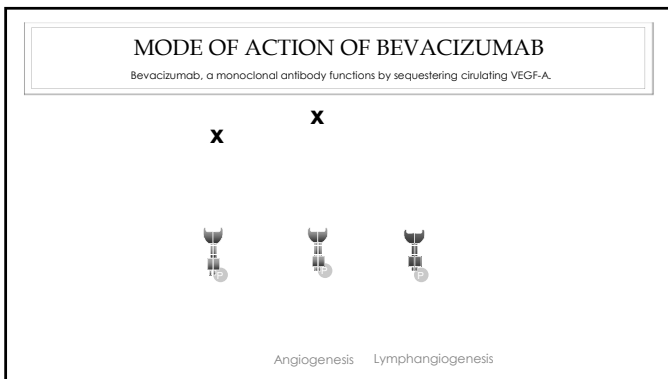 MODE OF ACTION OF BEVACIZUMAB
Bevacizumab, a monoclonal antibody functions by sequestering cirulating VEGF-A.
X
X
P
P
P
Angiogenesis Lymphangiogenesis